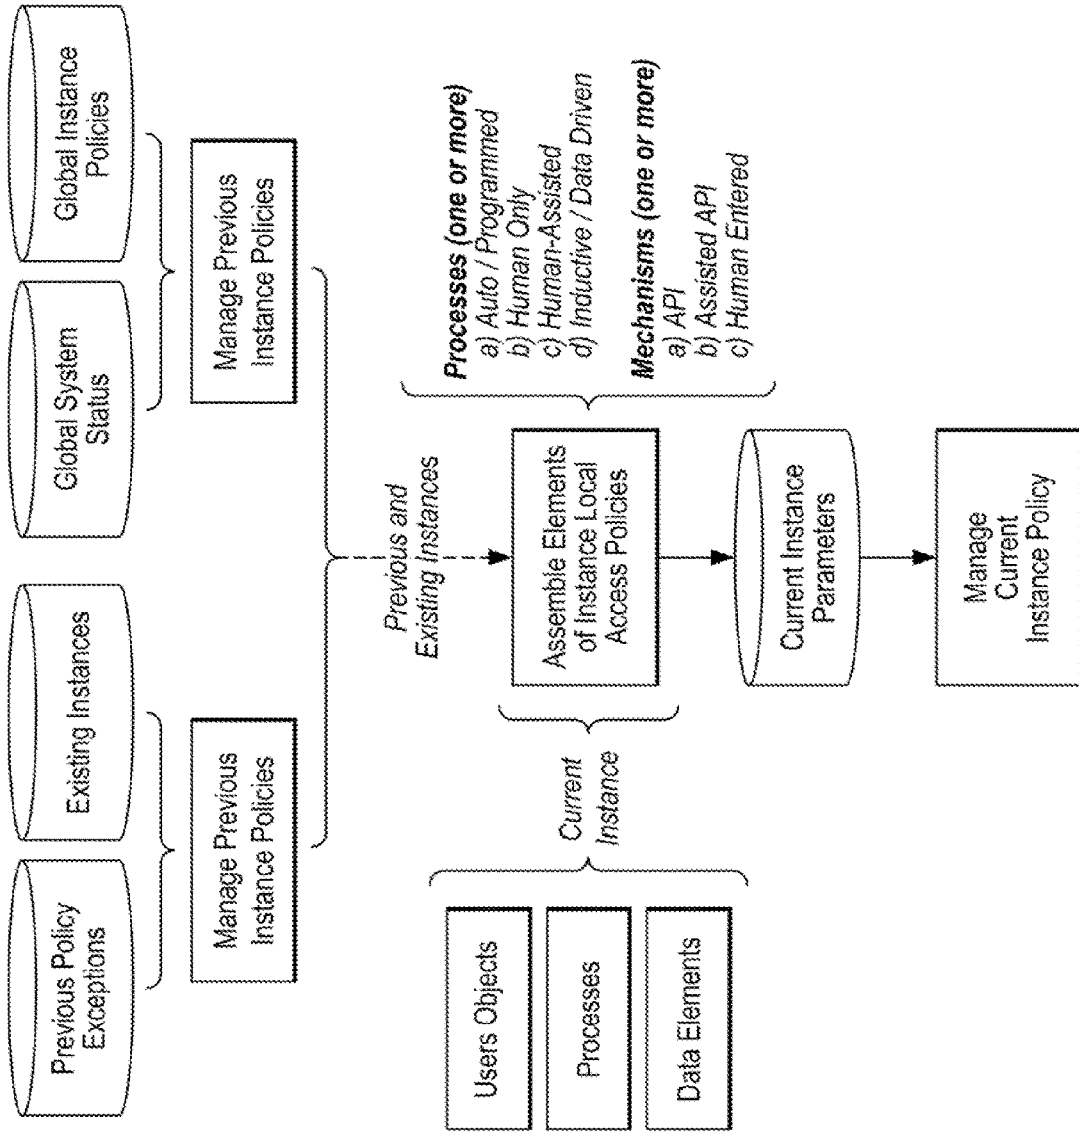 Previous Policy
Exceptions
Existing Instances
Global System
Status
Global Instance
Policies
Manage Previous
Instance Policies
Manage Previous
Instance Policies
Previous and
Existing Instances
Users Objects
Processes
Data Elements
Current
Instance
Assemble Elements
of Instance Local
Access Policies
Processes (one or more)
a) Auto / Programmed
b) Human Only
c) Human-Assisted
d) Inductive / Data Driven
Mechanisms (one or more)
a) API
b) Assisted API
c) Human Entered
Current Instance
Parameters
Manage
Current
Instance Policy